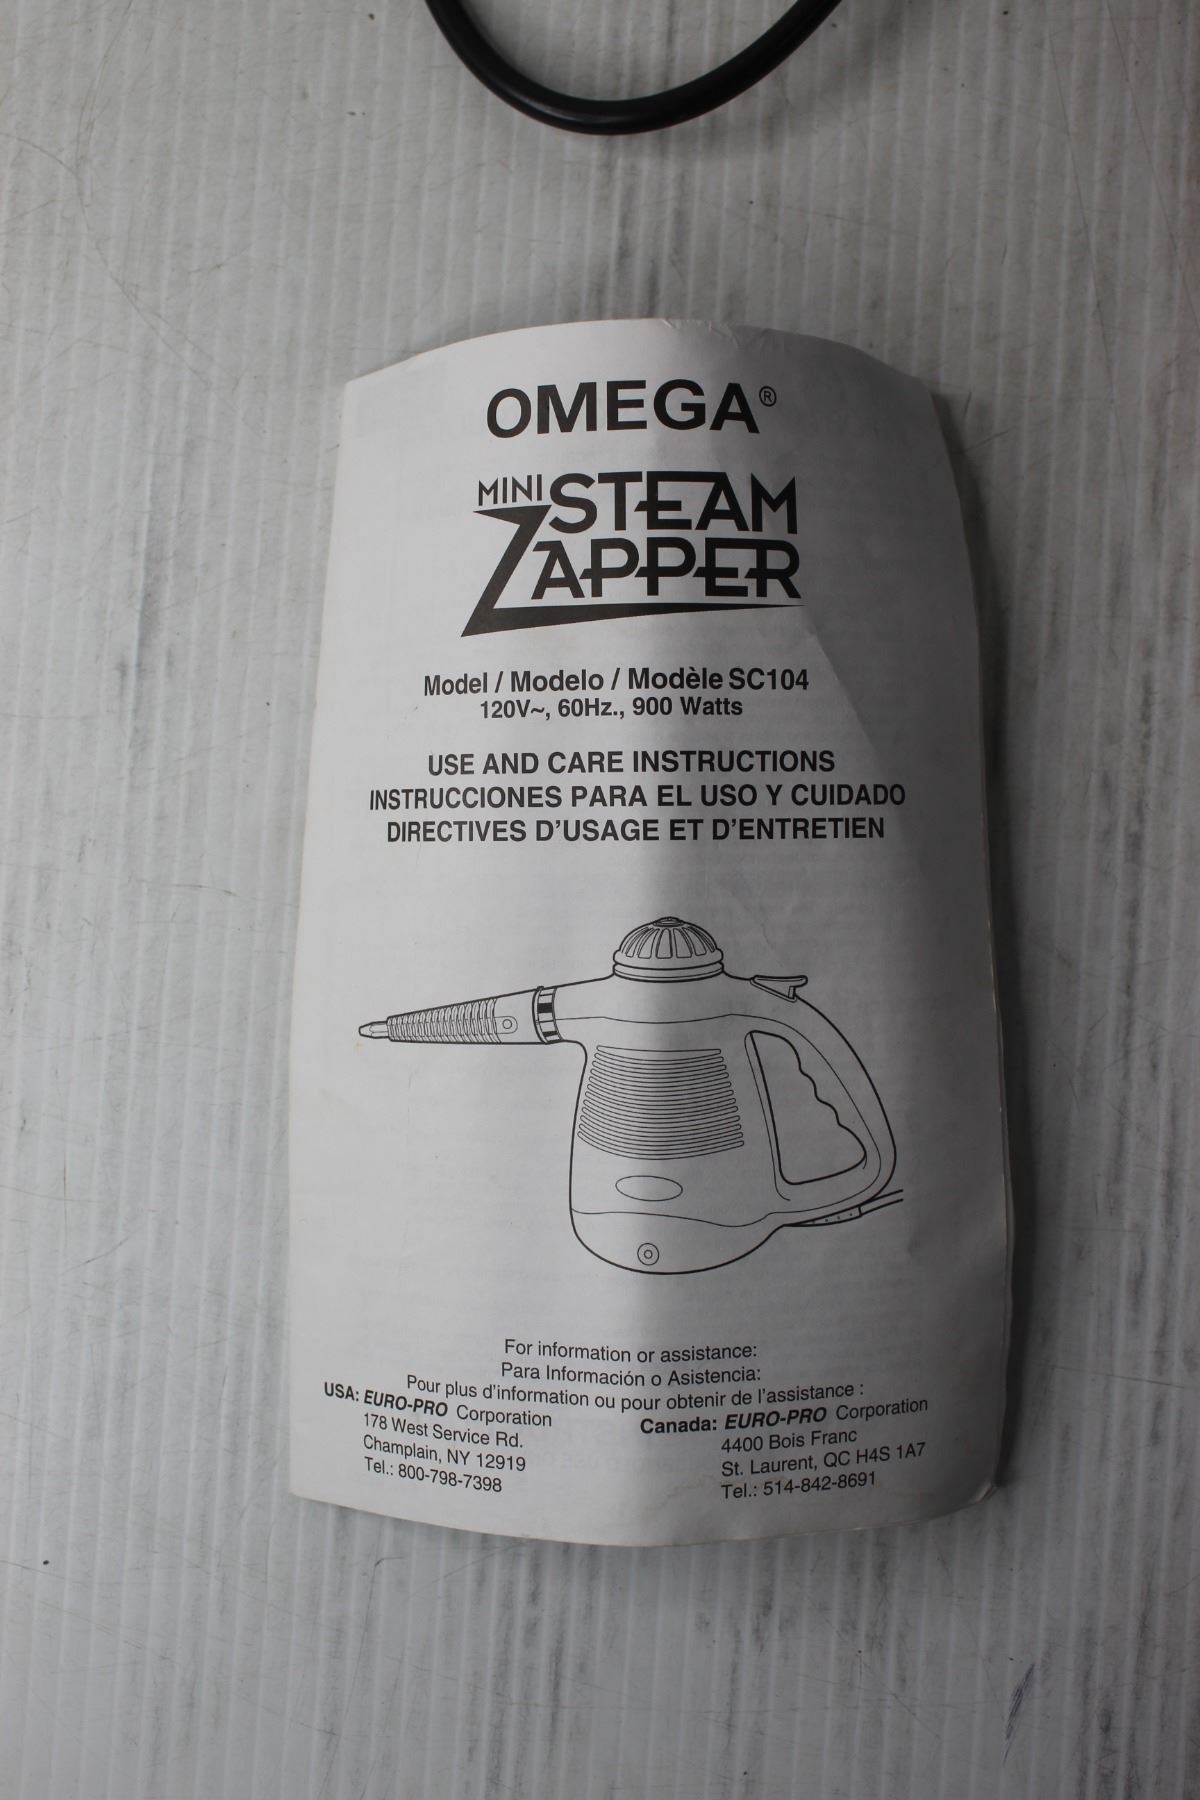 OMEGA®
MINI STEAM
ZAPPER
Model / Modelo / Modèle SC104
120V~, 60Hz., 900 Watts
USE AND CARE INSTRUCTIONS
INSTRUCCIONES PARA EL USO Y CUIDADO
DIRECTIVES D'USAGE ET D'ENTRETIEN
For information or assistance:
Para Información o Asistencia:
Pour plus d'information ou pour obtenir de l'assistance :
USA: EURO-PRO Corporation
178 West Service Rd.
Champlain, NY 12919
Tel.: 800-798-7398
Canada: EURO-PRO Corporation
4400 Bois Franc
St. Laurent, QC H4S 1A7
Tel.: 514-842-8691